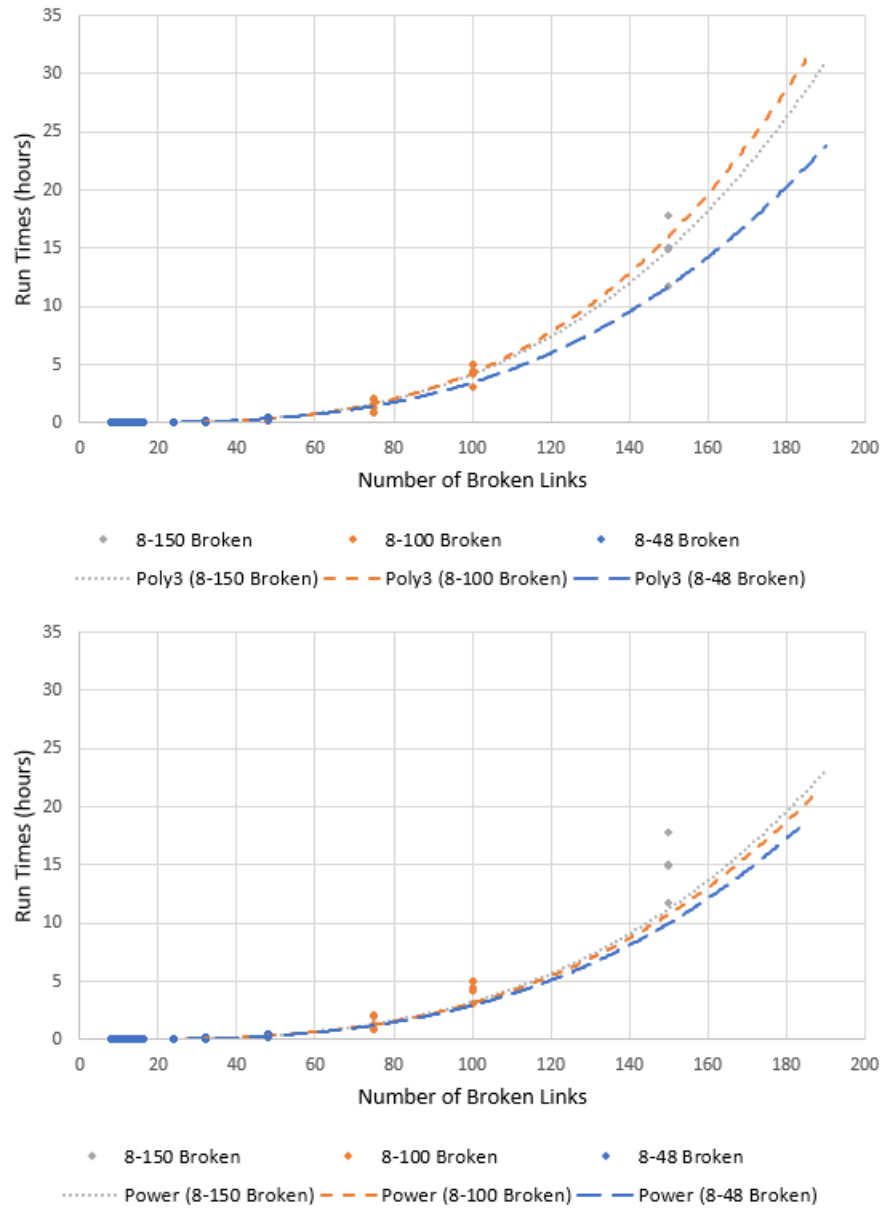 35
30
25
20
15
10
5
0
Run Times (hours)
0 20 40 60 80 100 120 140 160 180 200
Number of Broken Links
8-150 Broken 8-100 Broken 8-48 Broken
Poly3 (8-150 Broken) Poly3 (8-100 Broken) Poly3 (8-48 Broken)
35
30
25
20
15
10
5
0
Run Times (hours)
0 20 40 60 80 100 120 140 160 180 200
Number of Broken Links
8-150 Broken 8-100 Broken 8-48 Broken
Power (8-150 Broken) Power (8-100 Broken) Power (8-48 Broken)